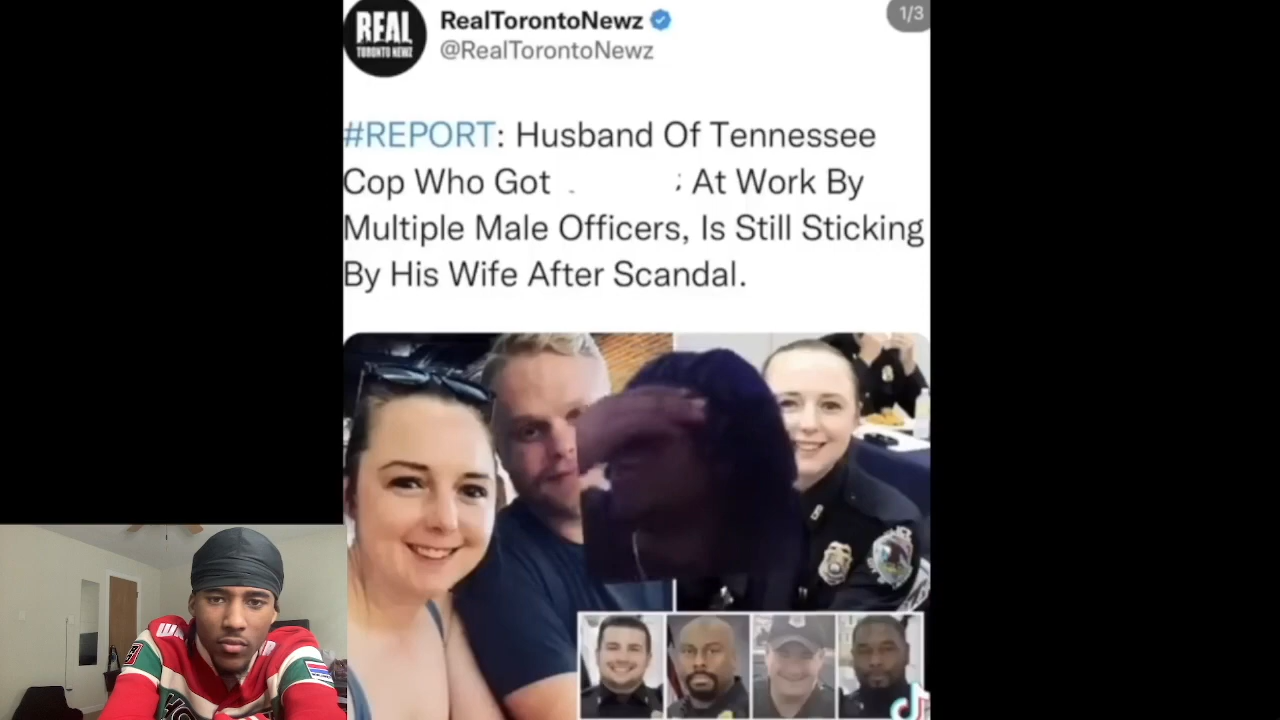 REAL
TORONTO NEWZ
RealTorontoNewz
@RealTorontoNewz
1/3
#REPORT: Husband Of Tennessee
Cop Who Got At Work By
Multiple Male Officers, Is Still Sticking
By His Wife After Scandal.